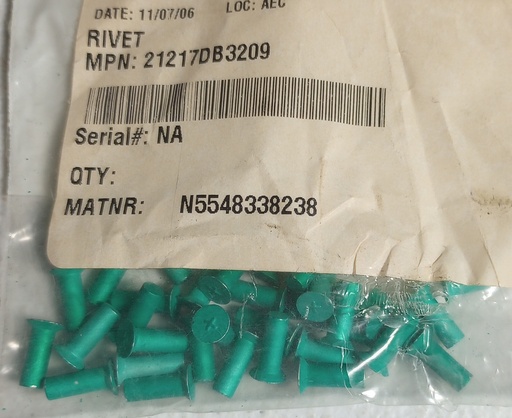 DATE: 11/07/06 LOC: AEC
RIVET
MPN: 21217DB3209
Serial#: NA
QTY:
MATNR: N5548338238